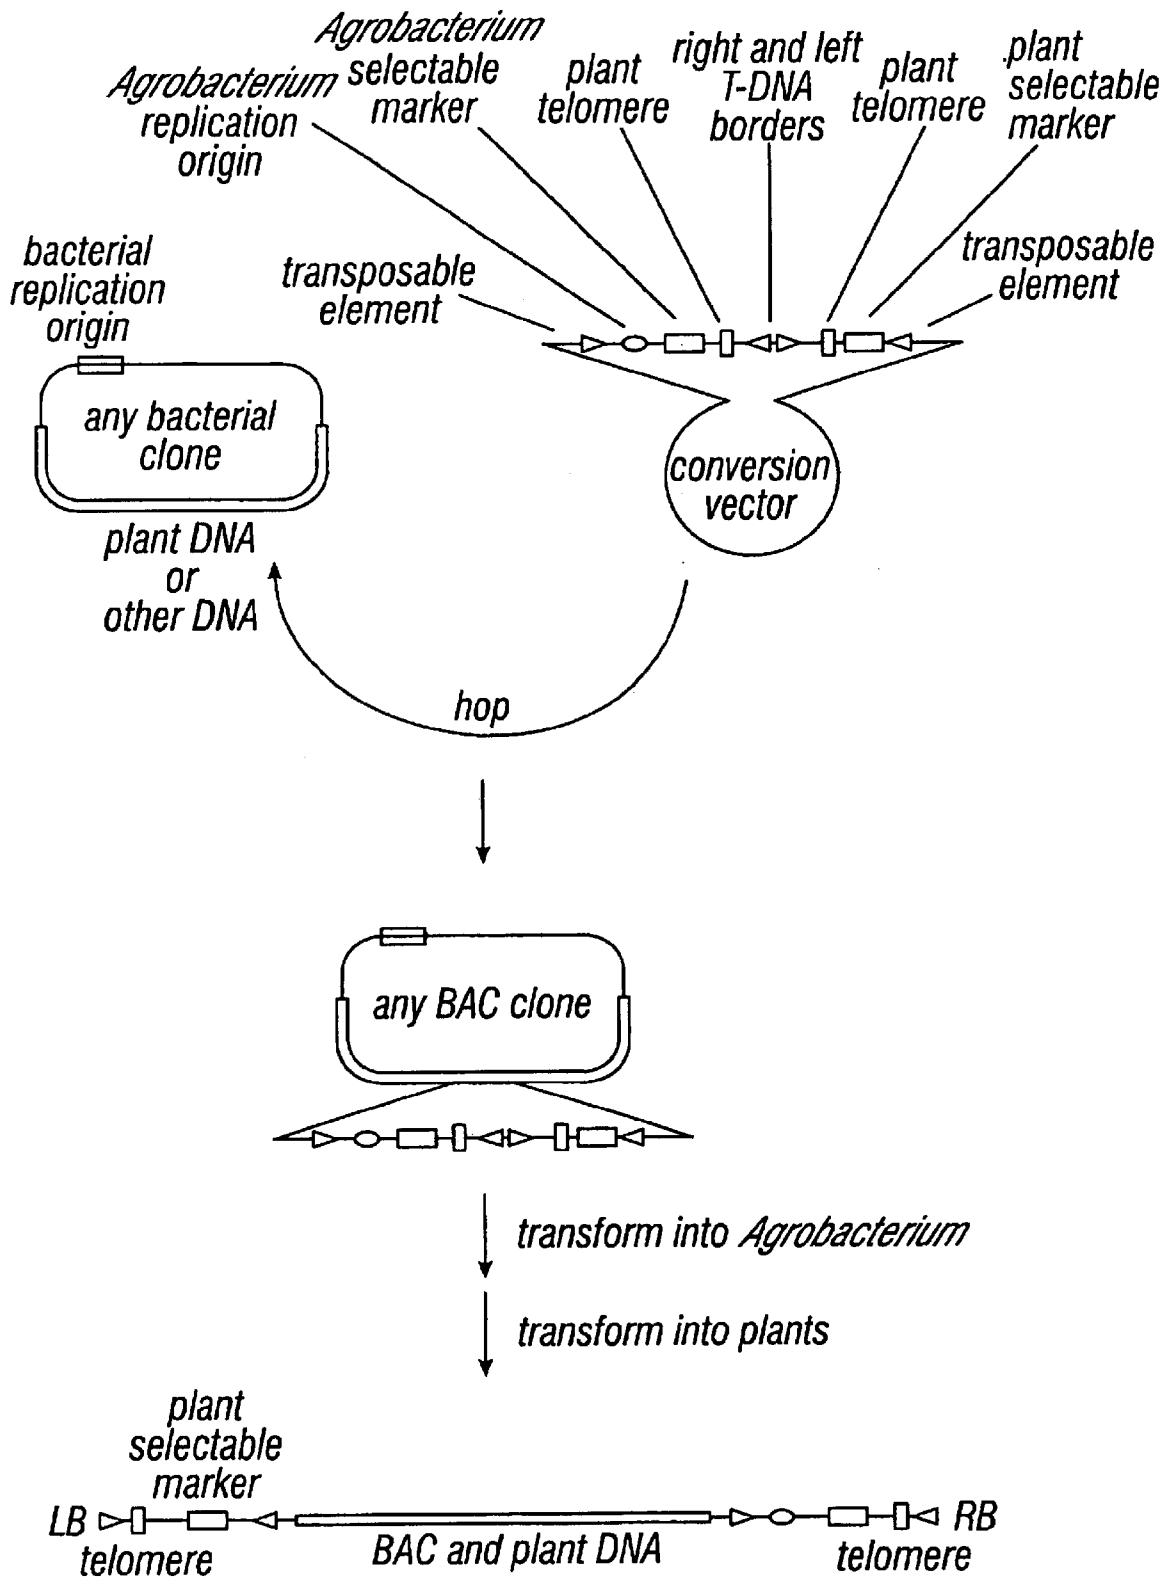 Agrobacterium
replication
origin
Agrobacterium
selectable
marker
plant
telomere
right and left
T-DNA
borders
plant
telomere
plant
selectable
marker
bacterial
replication
origin
transposable
element
transposable
element
any bacterial
clone
conversion
vector
plant DNA
or
other DNA
hop
any BAC clone
transform into Agrobacterium
transform into plants
plant
selectable
marker
LB
RB
telomere
BAC and plant DNA
telomere